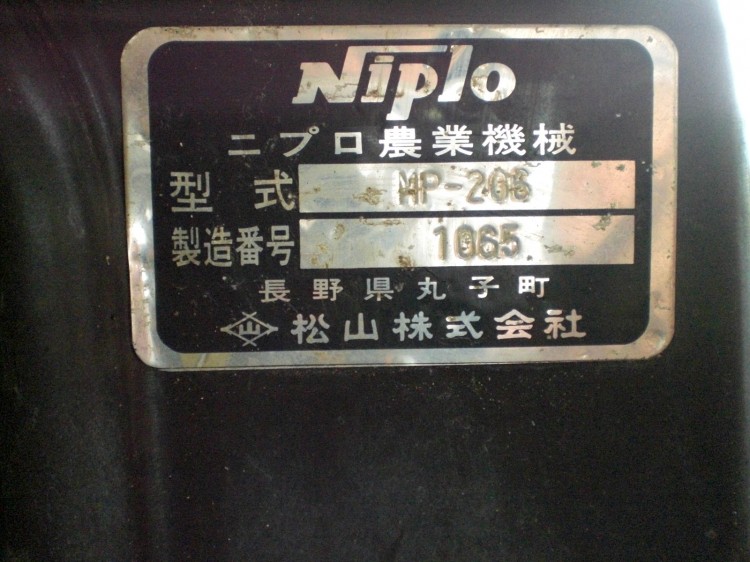 Niplo
ニプロ農業機械
型式 HP-206
製造番号 1065
長野県丸子町
松山株式会社